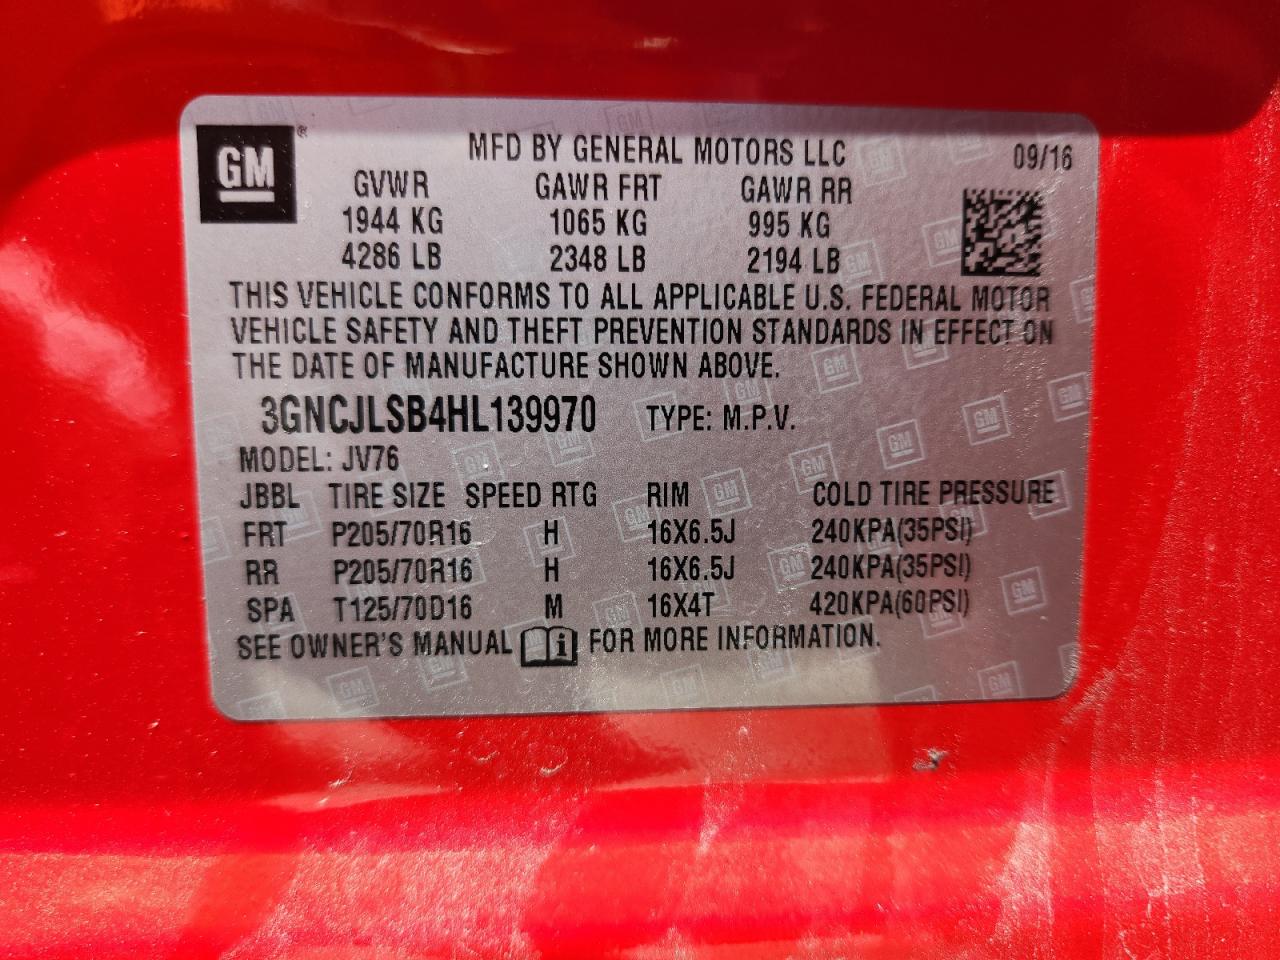 GM®
MFD BY GENERAL MOTORS LLC 09/16
GVWR GAWR FRT GAWR RR
1944 KG 1065 KG 995 KG
4286 LB 2348 LB 2194 LB
THIS VEHICLE CONFORMS TO ALL APPLICABLE U.S. FEDERAL MOTOR
VEHICLE SAFETY AND THEFT PREVENTION STANDARDS IN EFFECT ON
THE DATE OF MANUFACTURE SHOWN ABOVE.
3GNCJLSB4HL139970 TYPE: M.P.V.
MODEL: JV76
JBBL TIRE SIZE SPEED RTG RIM COLD TIRE PRESSURE
FRT P205/70R16 H 16X6.5J 240KPA(35PSI)
RR P205/70R16 H 16X6.5J 240KPA(35PSI)
SPA T125/70D16 M 16X4T 420KPA(60PSI)
SEE OWNER'S MANUAL FOR MORE INFORMATION.